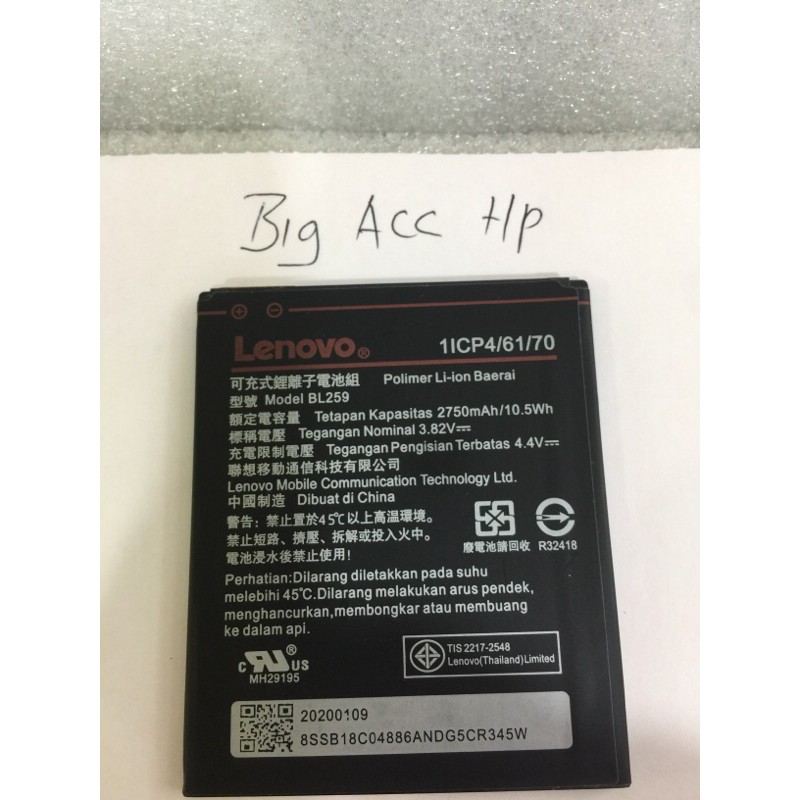 Big Acc Hp
Lenovo®
1ICP4/61/70
可充式鋰離子電池組 Polimer Li-ion Baerai
型號 Model BL259
額定電容量 Tetapan Kapasitas 2750mAh/10.5Wh
標稱電壓 Tegangan Nominal 3.82V⎓
充電限制電壓 Tegangan Pengisian Terbatas 4.4V⎓
聯想移動通信科技有限公司
Lenovo Mobile Communication Technology Ltd.
中國制造 Dibuat di China
警告: 禁止置於45℃以上高溫環境。
禁止短路、擠壓、拆解或投入火中。
電池浸水後禁止使用!
廢電池請回收 R32418
Perhatian:Dilarang diletakkan pada suhu
melebihi 45℃.Dilarang melakukan arus pendek,
menghancurkan,membongkar atau membuang
ke dalam api.
c RU® US
MH29195
TIS 2217-2548
Lenovo(Thailand)Limited
20200109
8SSB18C04886ANDG5CR345W